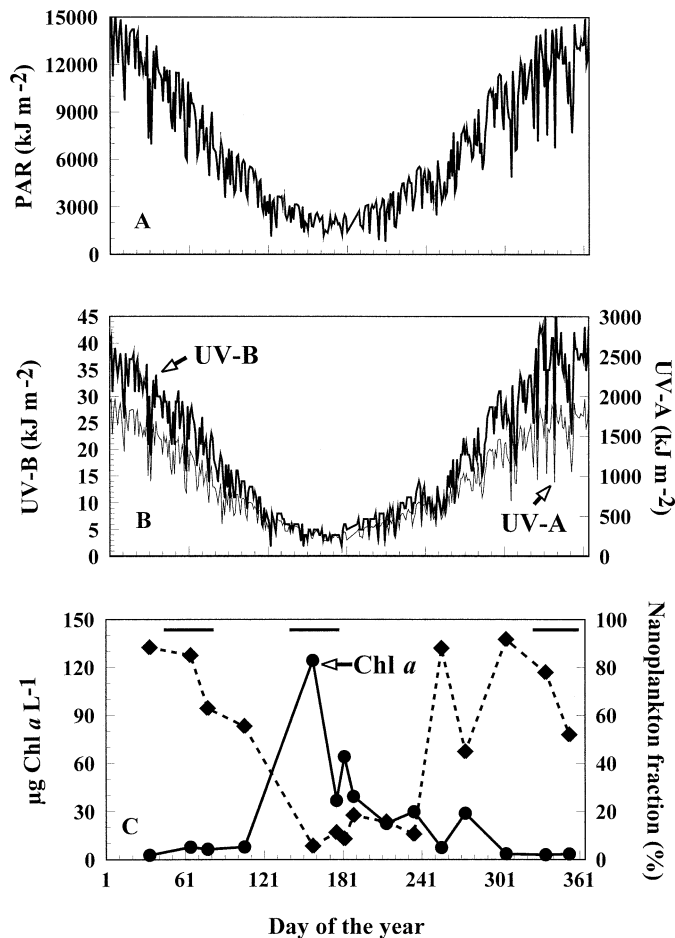 15000
12000
9000
6000
3000
0
PAR (kJ m-2)
A
45
40
35
30
25
20
15
10
5
0
UV-B (kJ m-2)
UV-B
B
UV-A
3000
2500
2000
1500
1000
500
0
UV-A (kJ m-2)
150
120
90
60
30
0
µg Chl a L-1
Chl a
C
100
80
60
40
20
0
Nanoplankton fraction (%)
1 61 121 181 241 301 361
Day of the year